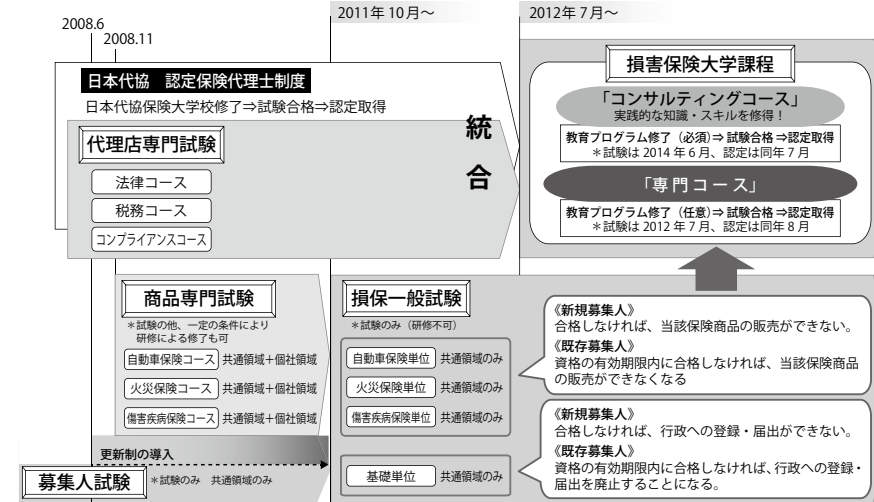 2011年10月～
2012年7月～
2008.6
2008.11
日本代協　認定保険代理士制度
日本代協保険大学校修了⇒試験合格⇒認定取得
代理店専門試験
法律コース
税務コース
コンプライアンスコース
統
合
損害保険大学課程
「コンサルティングコース」
実践的な知識・スキルを修得！
教育プログラム修了（必須）⇒試験合格⇒認定取得
＊試験は2014年6月、認定は同年7月
「専門コース」
教育プログラム修了（任意）⇒試験合格⇒認定取得
＊試験は2012年7月、認定は同年8月
商品専門試験
＊試験の他、一定の条件により
研修による修了も可
自動車保険コース 共通領域＋個社領域
火災保険コース 共通領域＋個社領域
傷害疾病保険コース 共通領域＋個社領域
損保一般試験
＊試験のみ（研修不可）
自動車保険単位 共通領域のみ
火災保険単位 共通領域のみ
傷害疾病保険単位 共通領域のみ
基礎単位 共通領域のみ
《新規募集人》
合格しなければ、当該保険商品の販売ができない。
《既存募集人》
資格の有効期限内に合格しなければ、当該保険商品
の販売ができなくなる
《新規募集人》
合格しなければ、行政への登録・届出ができない。
《既存募集人》
資格の有効期限内に合格しなければ、行政への登録・
届出を廃止することになる。
更新制の導入
募集人試験
＊試験のみ　共通領域のみ